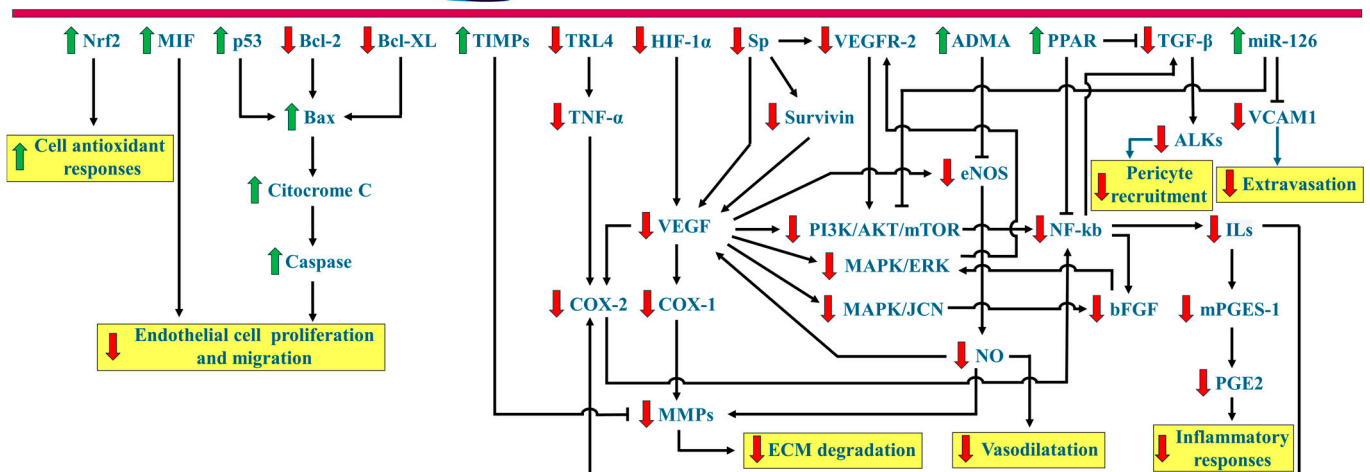 Nrf2 MIF p53 Bcl-2 Bcl-XL TIMPs TRL4 HIF-1α Sp VEGFR-2 ADMA PPAR TGF-β miR-126
Bax TNF-α Survivin VCAM1
Cell antioxidant
responses
ALKs
Pericyte
recruitment
Extravasation
Citocrome C
eNOS
VEGF PI3K/AKT/mTOR NF-kb ILs
Caspase
MAPK/ERK
COX-2 COX-1 MAPK/JCN bFGF mPGES-1
Endothelial cell proliferation
and migration
NO
PGE2
MMPs
ECM degradation
Vasodilatation
Inflammatory
responses